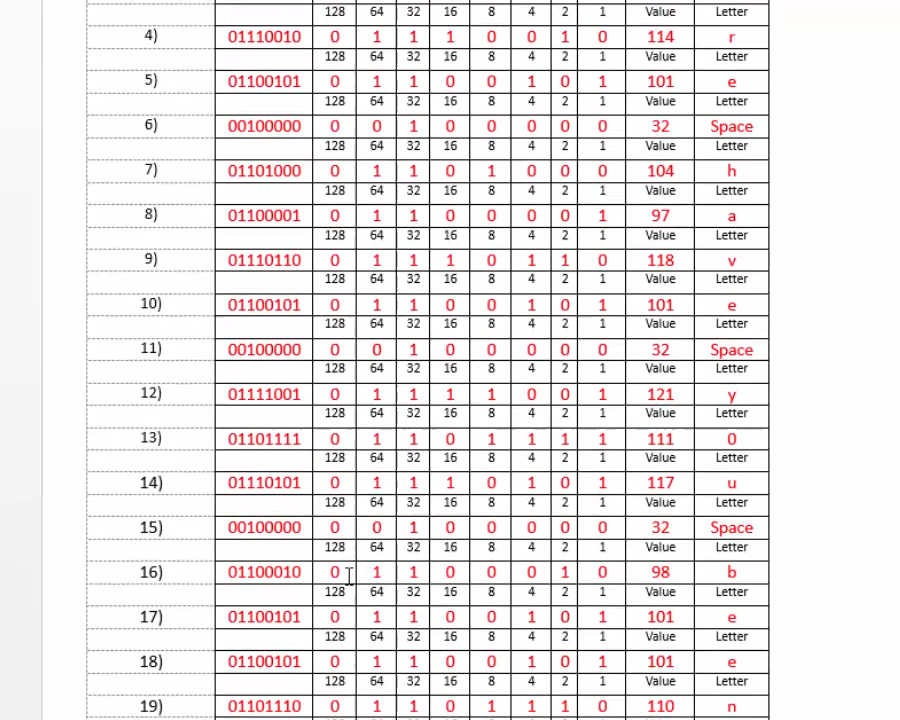 128 64 32 16 8 4 2 1 Value Letter
4) 01110010 0 1 1 1 0 0 1 0 114 r
128 64 32 16 8 4 2 1 Value Letter
5) 01100101 0 1 1 0 0 1 0 1 101 e
128 64 32 16 8 4 2 1 Value Letter
6) 00100000 0 0 1 0 0 0 0 0 32 Space
128 64 32 16 8 4 2 1 Value Letter
7) 01101000 0 1 1 0 1 0 0 0 104 h
128 64 32 16 8 4 2 1 Value Letter
8) 01100001 0 1 1 0 0 0 0 1 97 a
128 64 32 16 8 4 2 1 Value Letter
9) 01110110 0 1 1 1 0 1 1 0 118 v
128 64 32 16 8 4 2 1 Value Letter
10) 01100101 0 1 1 0 0 1 0 1 101 e
128 64 32 16 8 4 2 1 Value Letter
11) 00100000 0 0 1 0 0 0 0 0 32 Space
128 64 32 16 8 4 2 1 Value Letter
12) 01111001 0 1 1 1 1 0 0 1 121 y
128 64 32 16 8 4 2 1 Value Letter
13) 01101111 0 1 1 0 1 1 1 1 111 0
128 64 32 16 8 4 2 1 Value Letter
14) 01110101 0 1 1 1 0 1 0 1 117 u
128 64 32 16 8 4 2 1 Value Letter
15) 00100000 0 0 1 0 0 0 0 0 32 Space
128 64 32 16 8 4 2 1 Value Letter
16) 01100010 0 1 1 0 0 0 1 0 98 b
128 64 32 16 8 4 2 1 Value Letter
17) 01100101 0 1 1 0 0 1 0 1 101 e
128 64 32 16 8 4 2 1 Value Letter
18) 01100101 0 1 1 0 0 1 0 1 101 e
128 64 32 16 8 4 2 1 Value Letter
19) 01101110 0 1 1 0 1 1 1 0 110 n